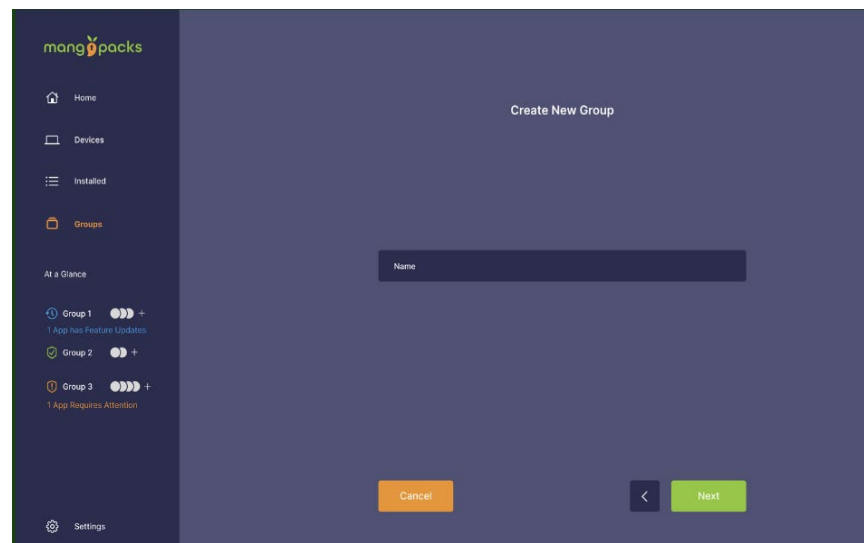 mangopacks
Home
Devices
Installed
Groups
At a Glance
Group 1
1 App has Feature Updates
Group 2
Group 3
1 App Requires Attention
Settings
Create New Group
Name
Cancel
Next